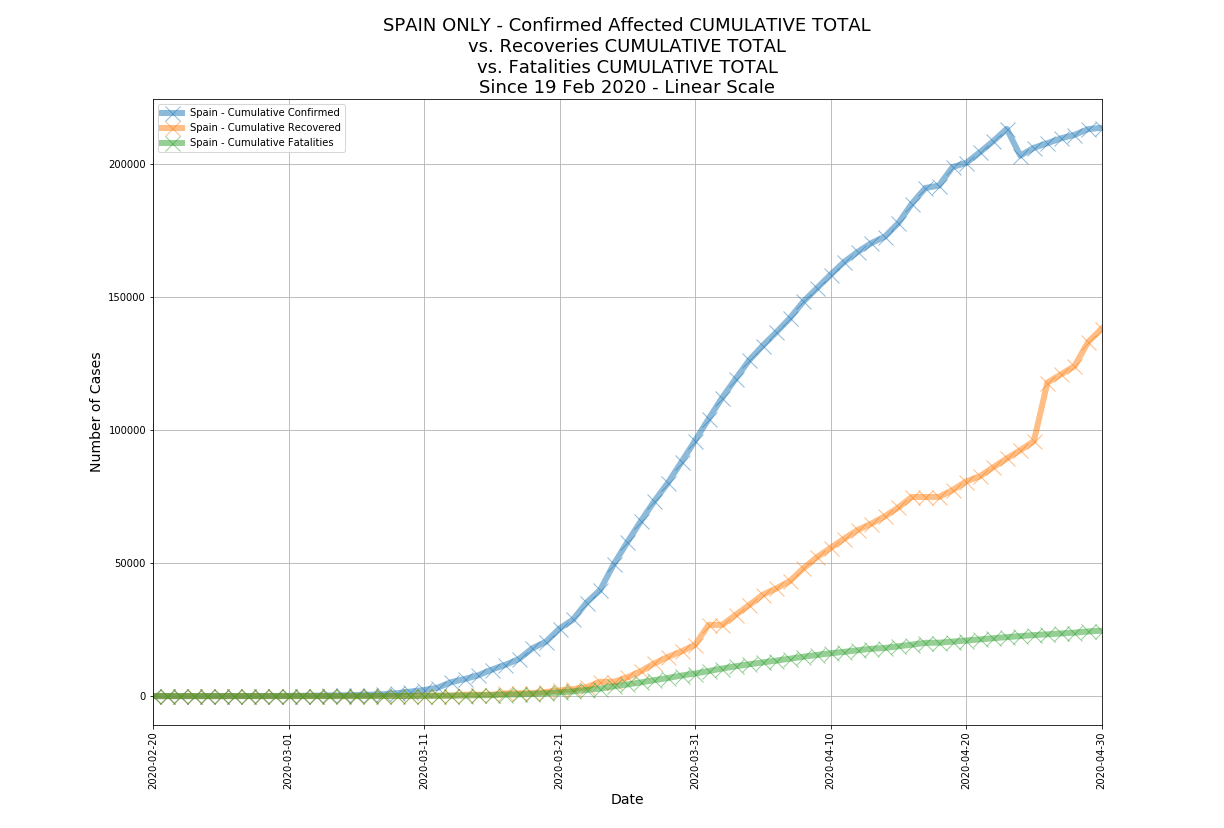 SPAIN ONLY - Confirmed Affected CUMULATIVE TOTAL
vs. Recoveries CUMULATIVE TOTAL
vs. Fatalities CUMULATIVE TOTAL
Since 19 Feb 2020 - Linear Scale
Spain - Cumulative Confirmed
Spain - Cumulative Recovered
Spain - Cumulative Fatalities
200000
150000
100000
50000
0
Number of Cases
2020-02-20
2020-03-01
2020-03-11
2020-03-21
2020-03-31
2020-04-10
2020-04-20
2020-04-30
Date